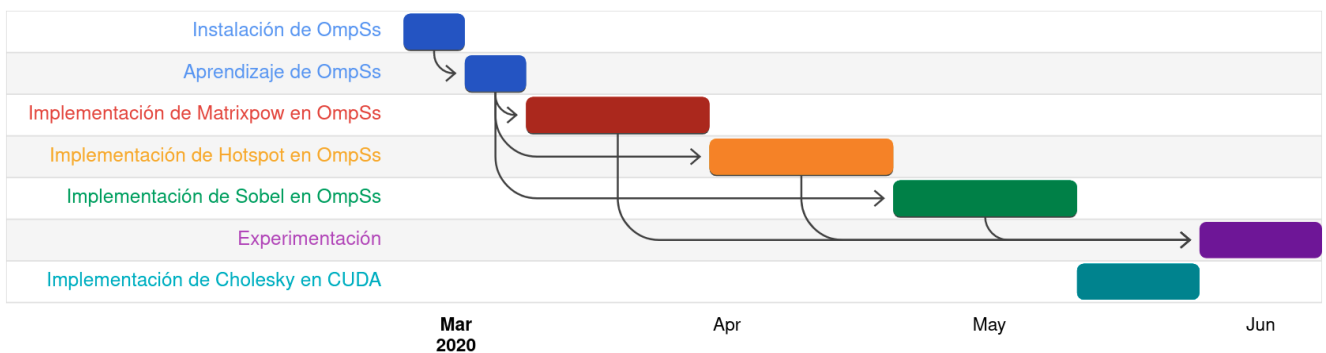 Instalación de OmpSs
Aprendizaje de OmpSs
Implementación de Matrixpow en OmpSs
Implementación de Hotspot en OmpSs
Implementación de Sobel en OmpSs
Experimentación
Implementación de Cholesky en CUDA
Mar Apr May Jun
2020